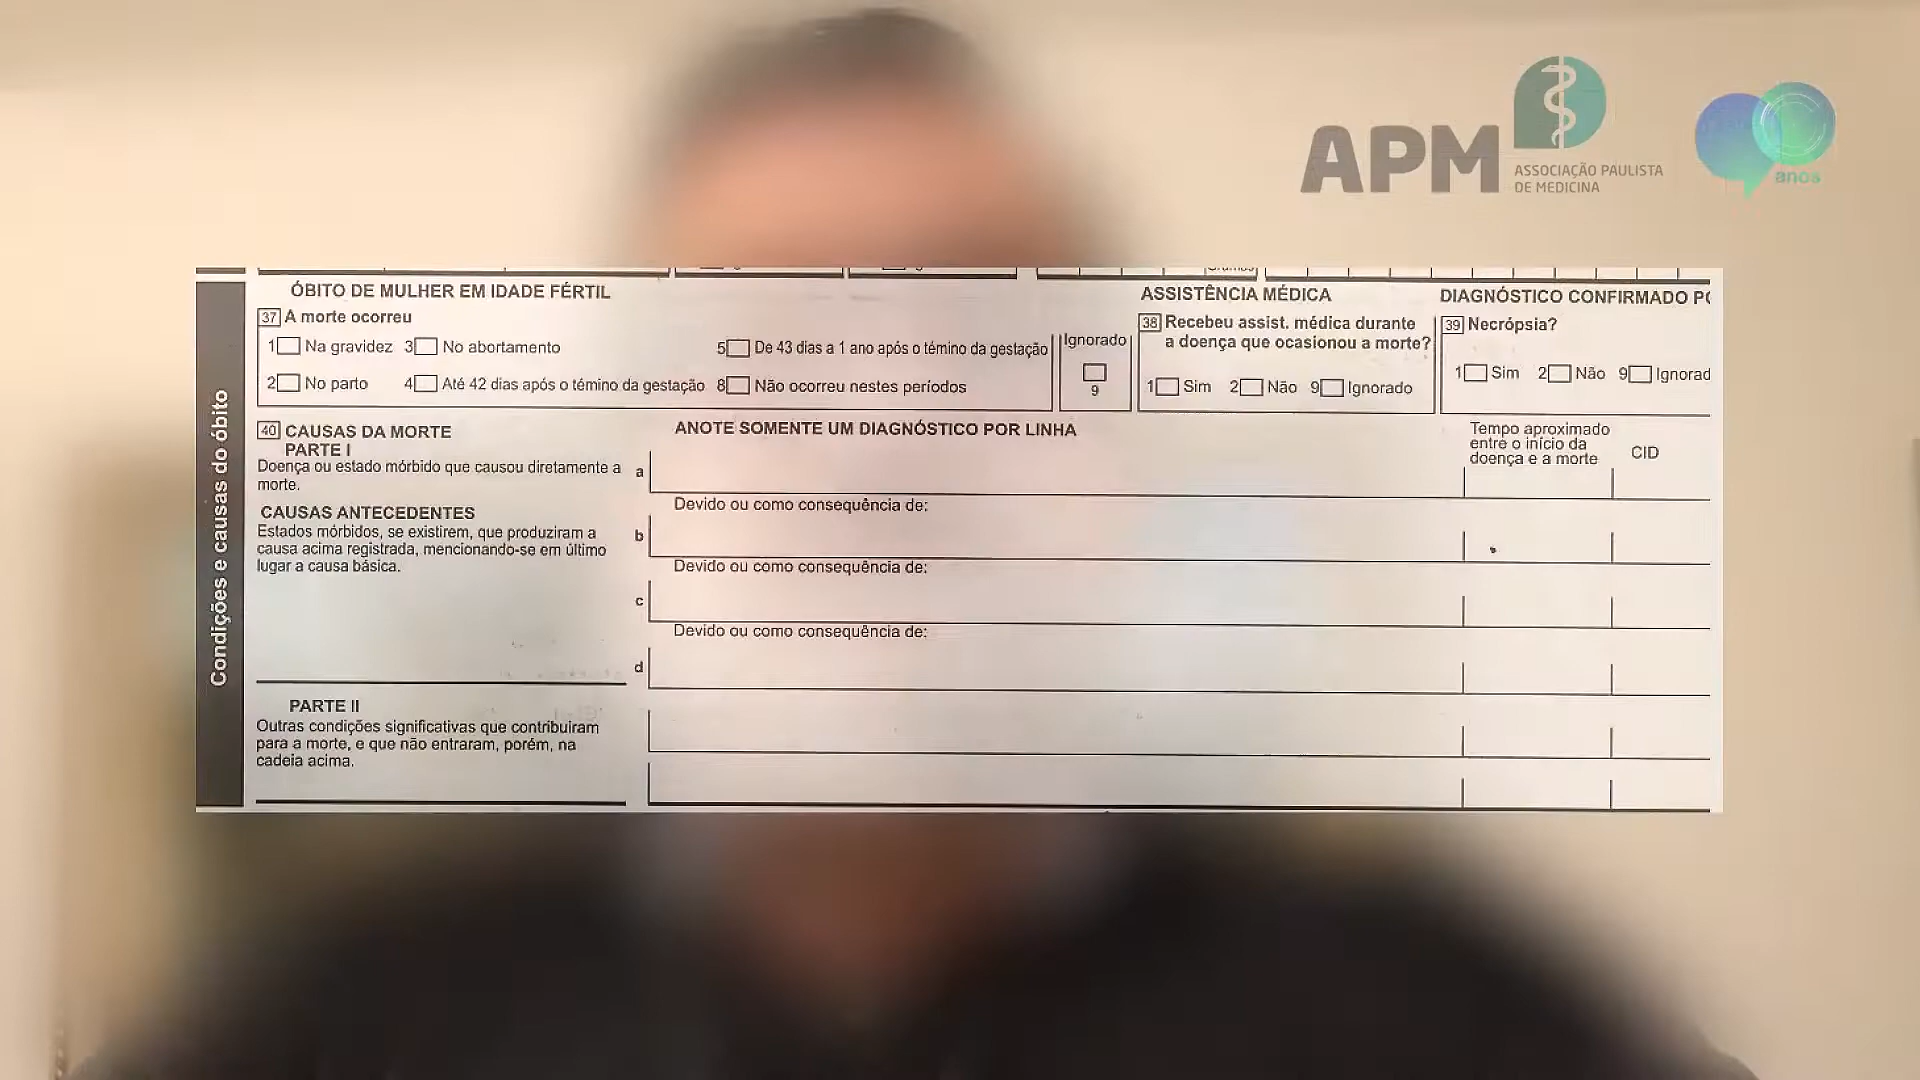 APM
ASSOCIAÇÃO PAULISTA
DE MEDICINA
anos
Condições e causas do óbito
ÓBITO DE MULHER EM IDADE FÉRTIL
37 A morte ocorreu
1 Na gravidez 3 No abortamento 5 De 43 dias a 1 ano após o témino da gestação
2 No parto 4 Até 42 dias após o témino da gestação 8 Não ocorreu nestes períodos
Ignorado
9
ASSISTÊNCIA MÉDICA
38 Recebeu assist. médica durante
a doença que ocasionou a morte?
1 Sim 2 Não 9 Ignorado
DIAGNÓSTICO CONFIRMADO
39 Necrópsia?
1 Sim 2 Não 9 Ignorad
40 CAUSAS DA MORTE
PARTE I
Doença ou estado mórbido que causou diretamente a
morte.
CAUSAS ANTECEDENTES
Estados mórbidos, se existirem, que produziram a
causa acima registrada, mencionando-se em último
lugar a causa básica.
ANOTE SOMENTE UM DIAGNÓSTICO POR LINHA
Tempo aproximado
entre o início da
doença e a morte
CID
a
Devido ou como consequência de:
b
Devido ou como consequência de:
c
Devido ou como consequência de:
d
PARTE II
Outras condições significativas que contribuiram
para a morte, e que não entraram, porém, na
cadeia acima.